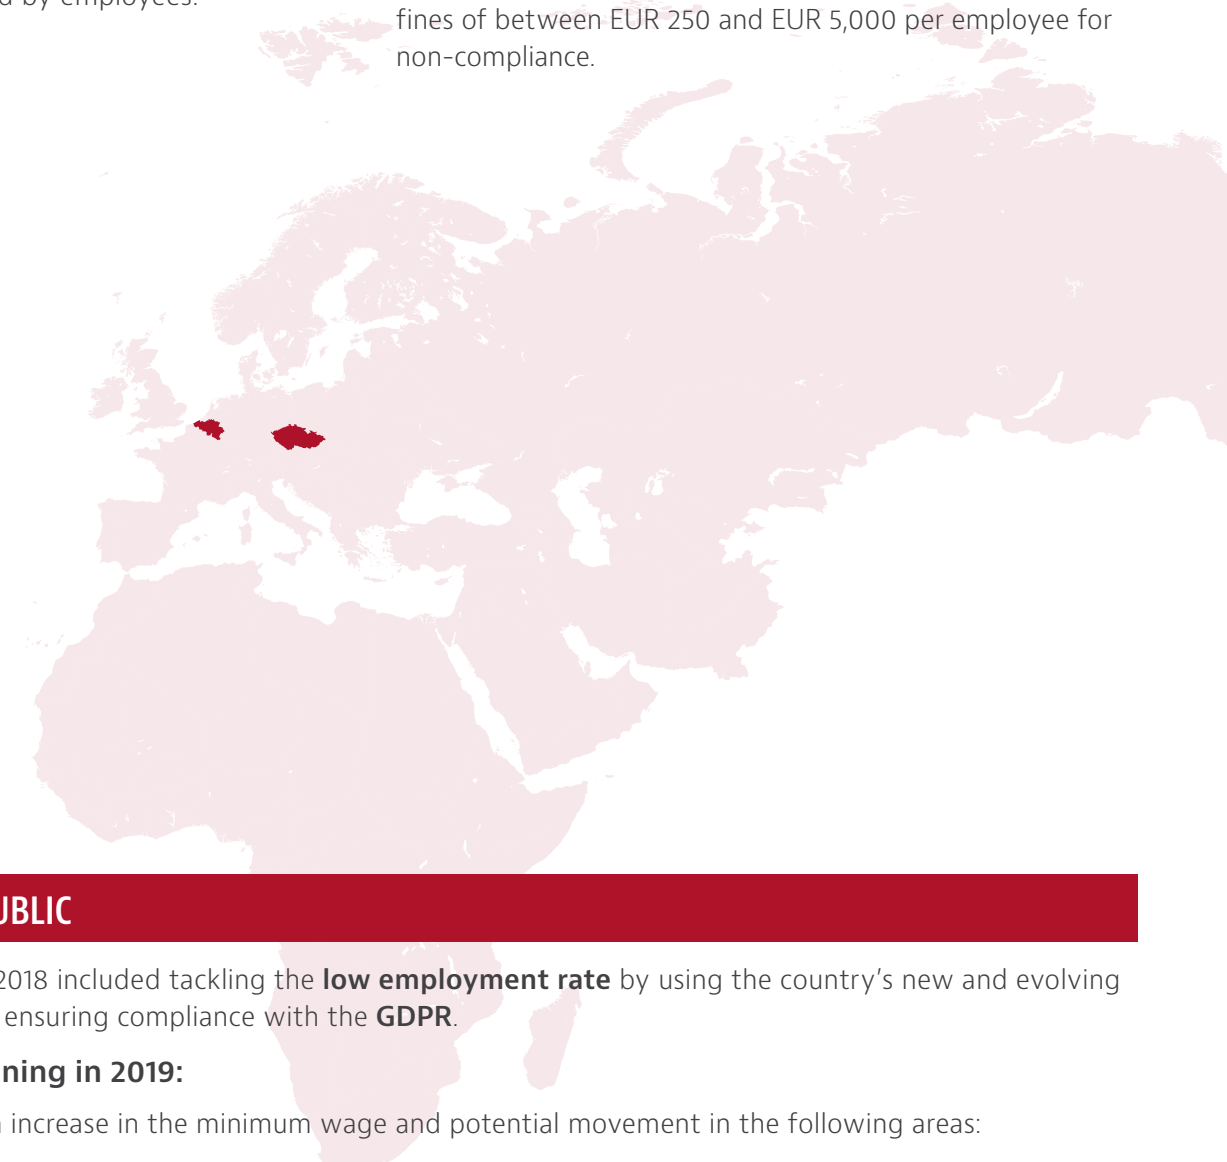 d by employees.
fines of between EUR 250 and EUR 5,000 per employee for
non-compliance.
UBLIC
2018 included tackling the low employment rate by using the country's new and evolving
ensuring compliance with the GDPR.
ning in 2019:
increase in the minimum wage and potential movement in the following areas: